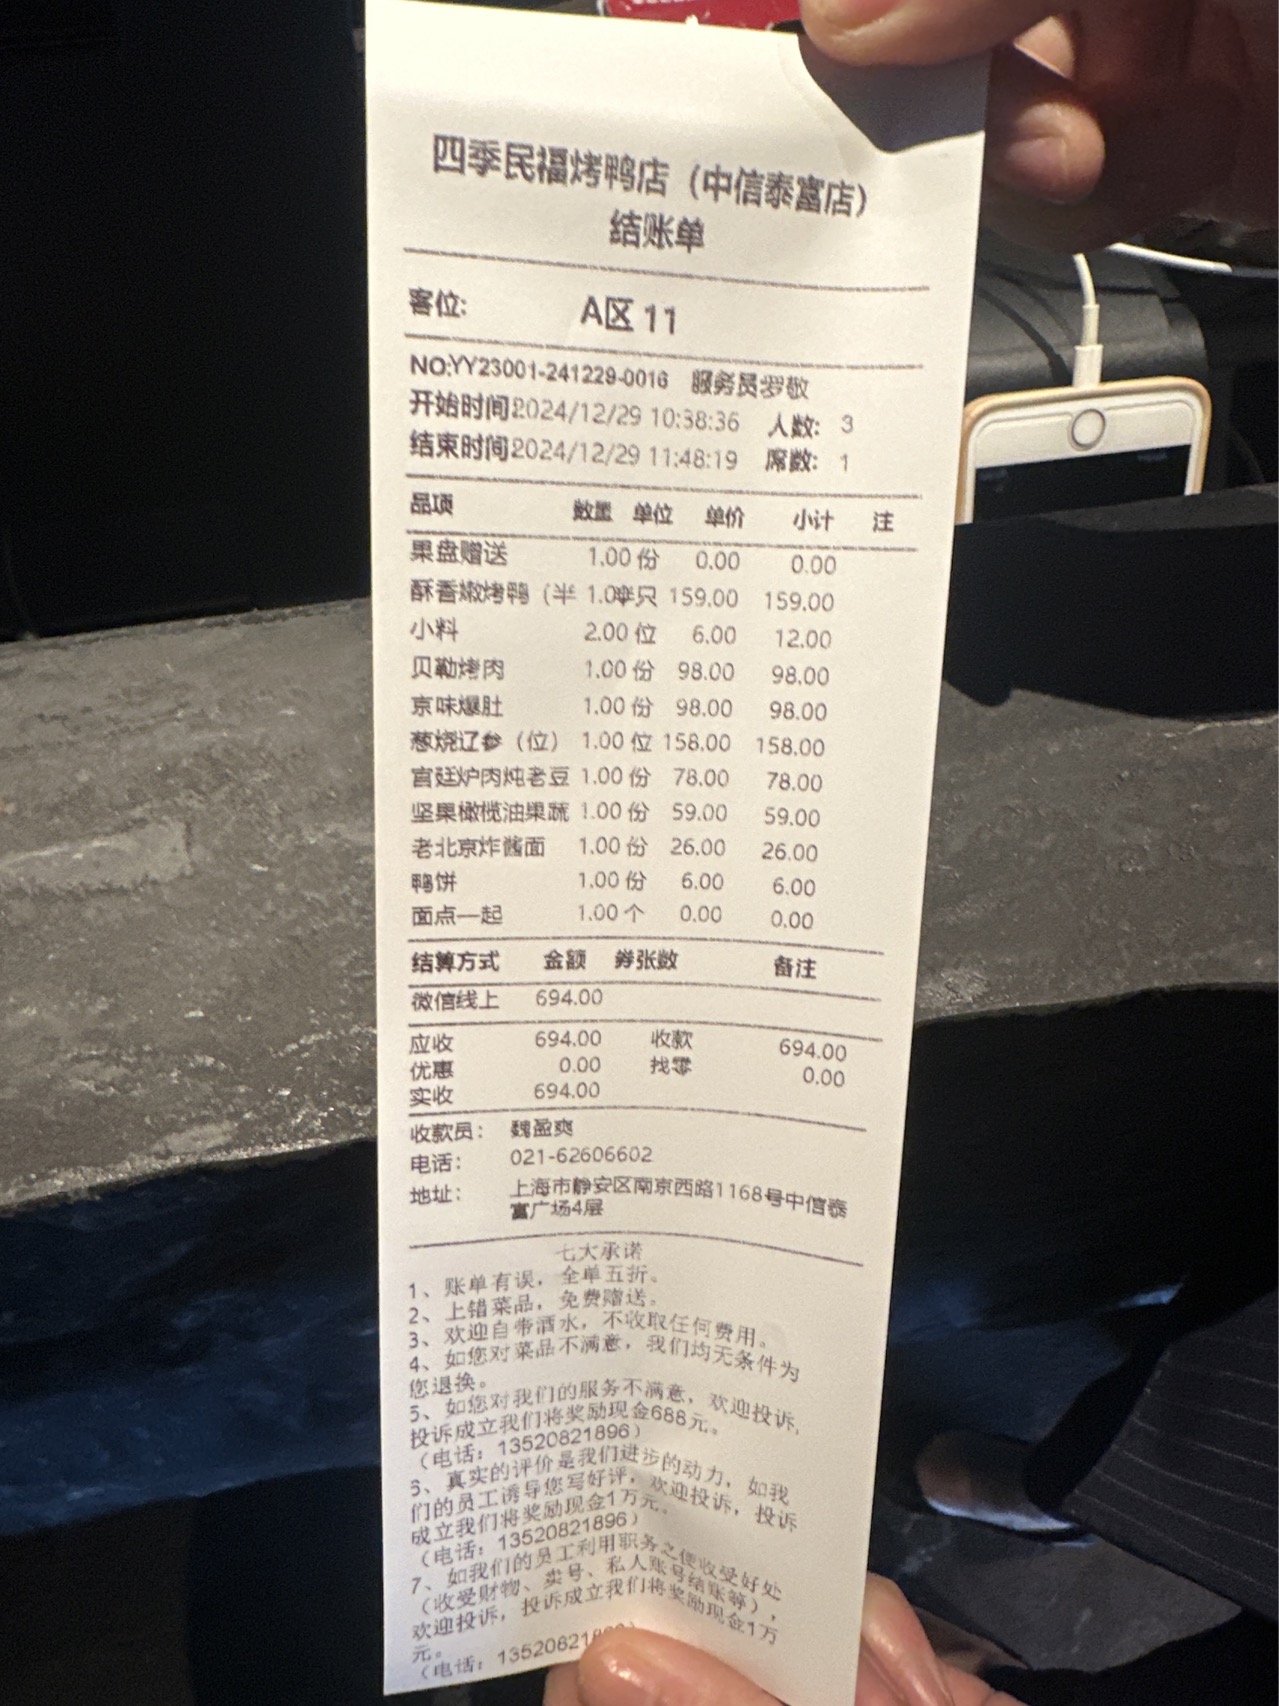 四季民福烤鸭店（中信泰富店）
结账单
客位: A区 11
NO:YY23001-241229-0016 服务员:罗敬
开始时间:2024/12/29 10:38:36 人数: 3
结束时间:2024/12/29 11:48:19 席数: 1
品项 数量 单位 单价 小计 注
果盘赠送 1.00 份 0.00 0.00
酥香嫩烤鸭（半 1.00 半只 159.00 159.00
小料 2.00 位 6.00 12.00
贝勒烤肉 1.00 份 98.00 98.00
京味爆肚 1.00 份 98.00 98.00
葱烧辽参（位） 1.00 位 158.00 158.00
宫廷炉肉炖老豆 1.00 份 78.00 78.00
坚果橄榄油果蔬 1.00 份 59.00 59.00
老北京炸酱面 1.00 份 26.00 26.00
鸭饼 1.00 份 6.00 6.00
面点一起 1.00 个 0.00 0.00
结算方式 金额 券张数 备注
微信线上 694.00
应收 694.00 收款 694.00
优惠 0.00 找零 0.00
实收 694.00
收款员: 魏盈爽
电话: 021-62606602
地址: 上海市静安区南京西路1168号中信泰
富广场4层
七大承诺
1、账单有误，全单五折。
2、上错菜品，免费赠送。
3、欢迎自带酒水，不收取任何费用。
4、如您对菜品不满意，我们均无条件为
您退换。
5、如您对我们的服务不满意，欢迎投诉，
投诉成立我们将奖励现金688元。
（电话：13520821896）
6、真实的评价是我们进步的动力，如我
们的员工诱导您写好评，欢迎投诉，投诉
成立我们将奖励现金1万元。
（电话：13520821896）
7、如我们的员工利用职务之便收受好处
（收受财物、卖号、私人账号结账等），
欢迎投诉，投诉成立我们将奖励现金1万
元。
（电话：13520821896）